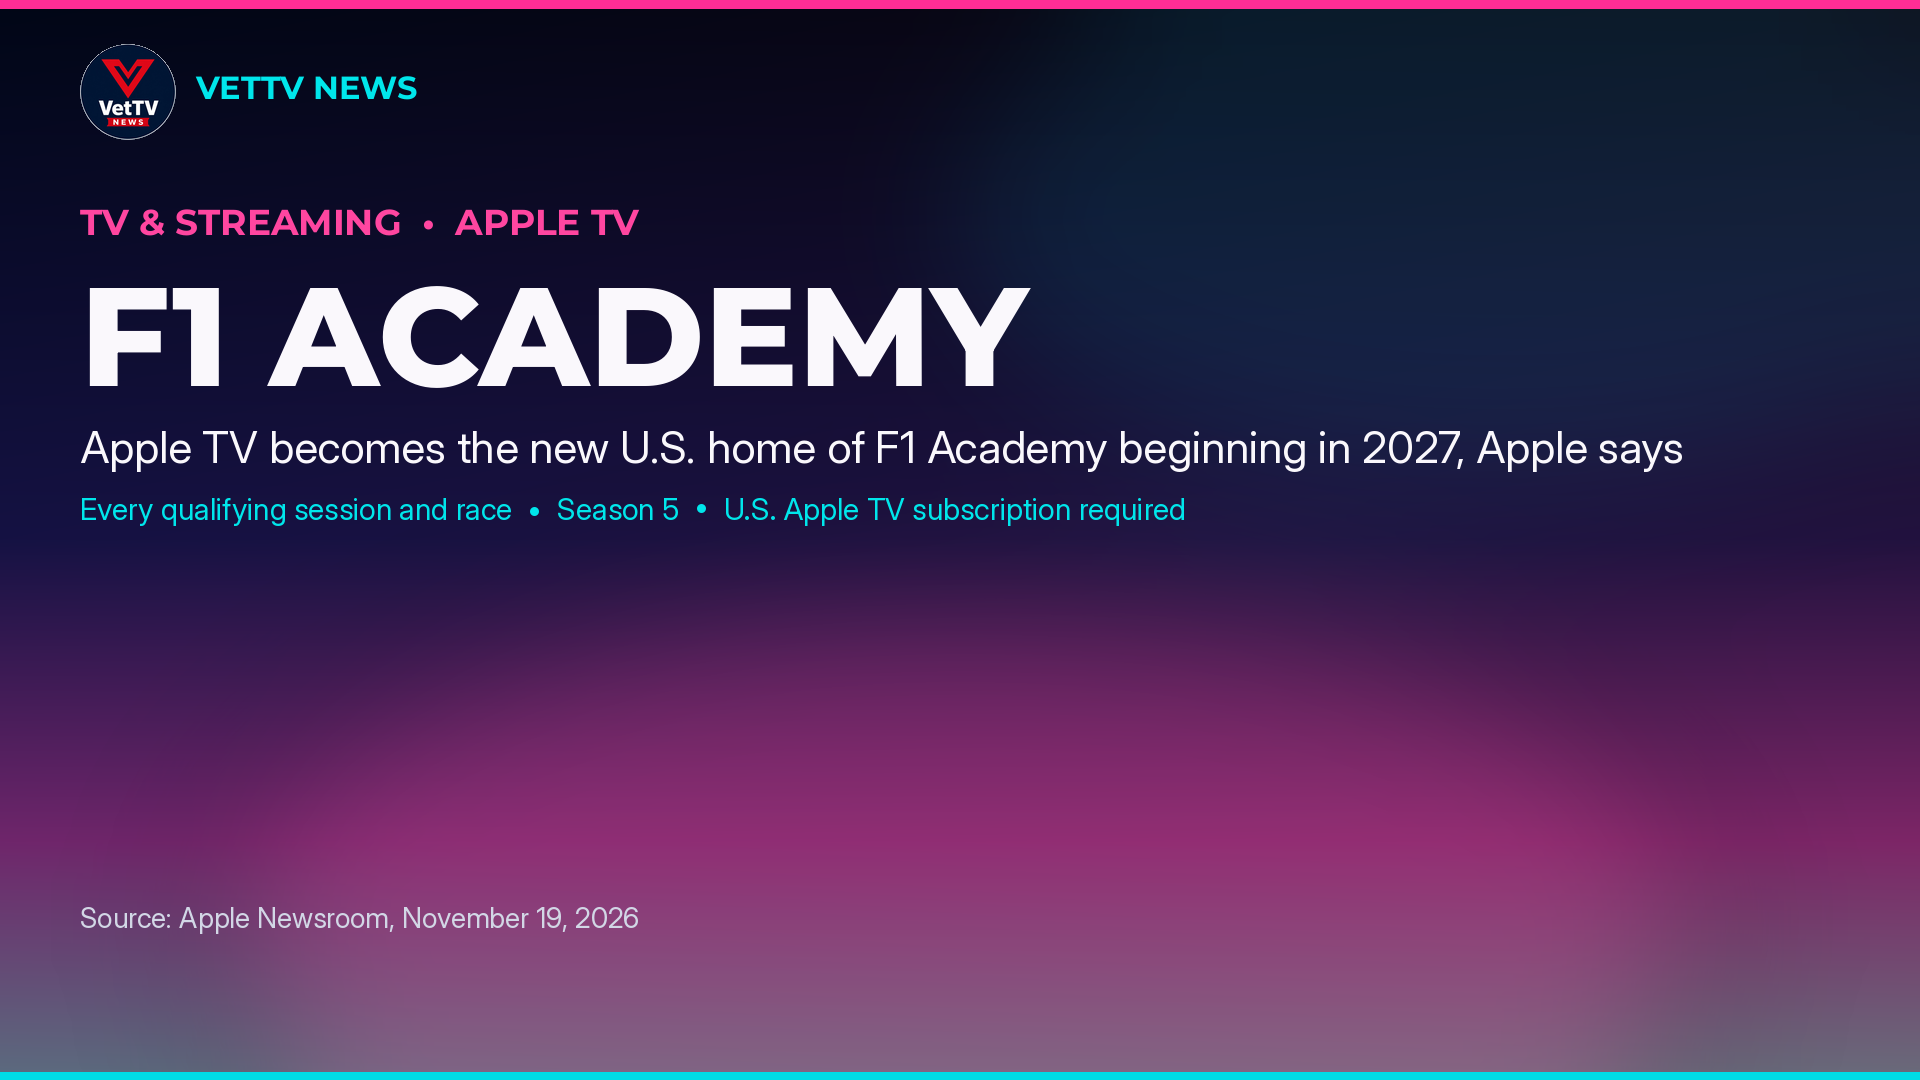 VetTV
NEWS
VETTV NEWS
TV & STREAMING • APPLE TV
F1 ACADEMY
Apple TV becomes the new U.S. home of F1 Academy beginning in 2027, Apple says
Every qualifying session and race • Season 5 • U.S. Apple TV subscription required
Source: Apple Newsroom, November 19, 2026